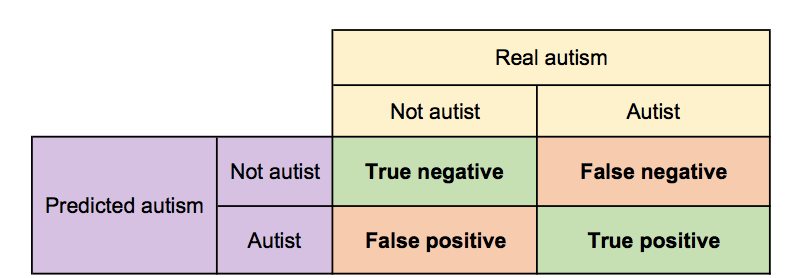 Real autism
Not autist Autist
Predicted autism
Not autist True negative False negative
Autist False positive True positive